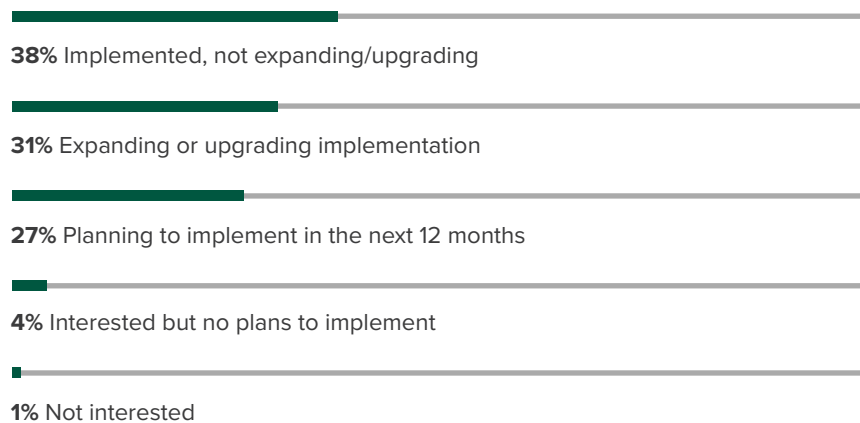 38% Implemented, not expanding/upgrading
31% Expanding or upgrading implementation
27% Planning to implement in the next 12 months
4% Interested but no plans to implement
1% Not interested